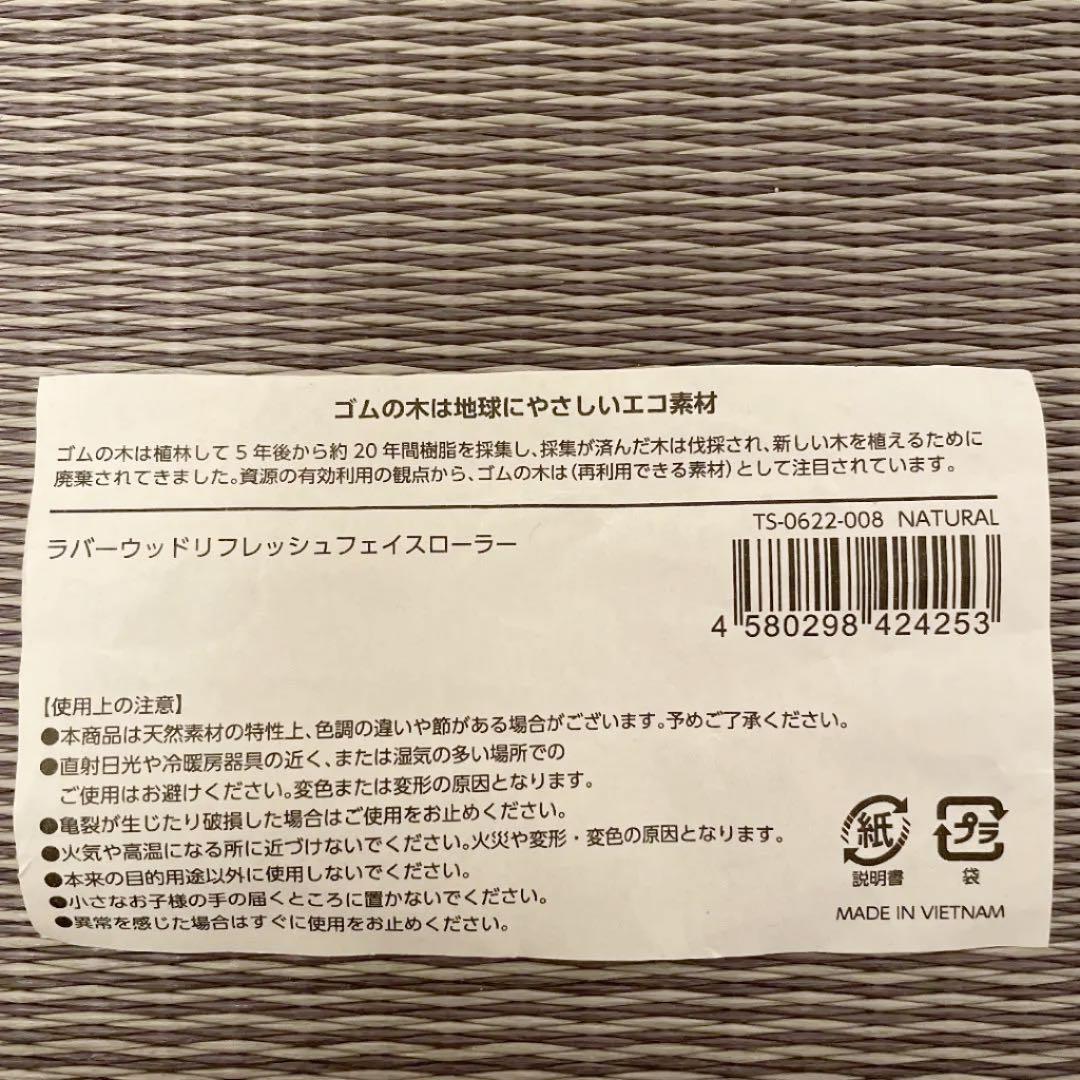 ゴムの木は地球にやさしいエコ素材
ゴムの木は植林して5年後から約20年間樹脂を採集し、採集が済んだ木は伐採され、新しい木を植えるために
廃棄されてきました。資源の有効利用の観点から、ゴムの木は(再利用できる素材)として注目されています。
TS-0622-008 NATURAL
ラバーウッドリフレッシュフェイスローラー
4 580298 424253
【使用上の注意】
●本商品は天然素材の特性上、色調の違いや節がある場合がございます。予めご了承ください。
●直射日光や冷暖房器具の近く、または湿気の多い場所での
ご使用はお避けください。変色または変形の原因となります。
●亀裂が生じたり破損した場合はご使用をお止めください。
●火気や高温になる所に近づけないでください。火災や変形・変色の原因となります。
●本来の目的用途以外に使用しないでください。
●小さなお子様の手の届くところに置かないでください。
●異常を感じた場合はすぐに使用をお止めください。
紙 プラ
説明書 袋
MADE IN VIETNAM